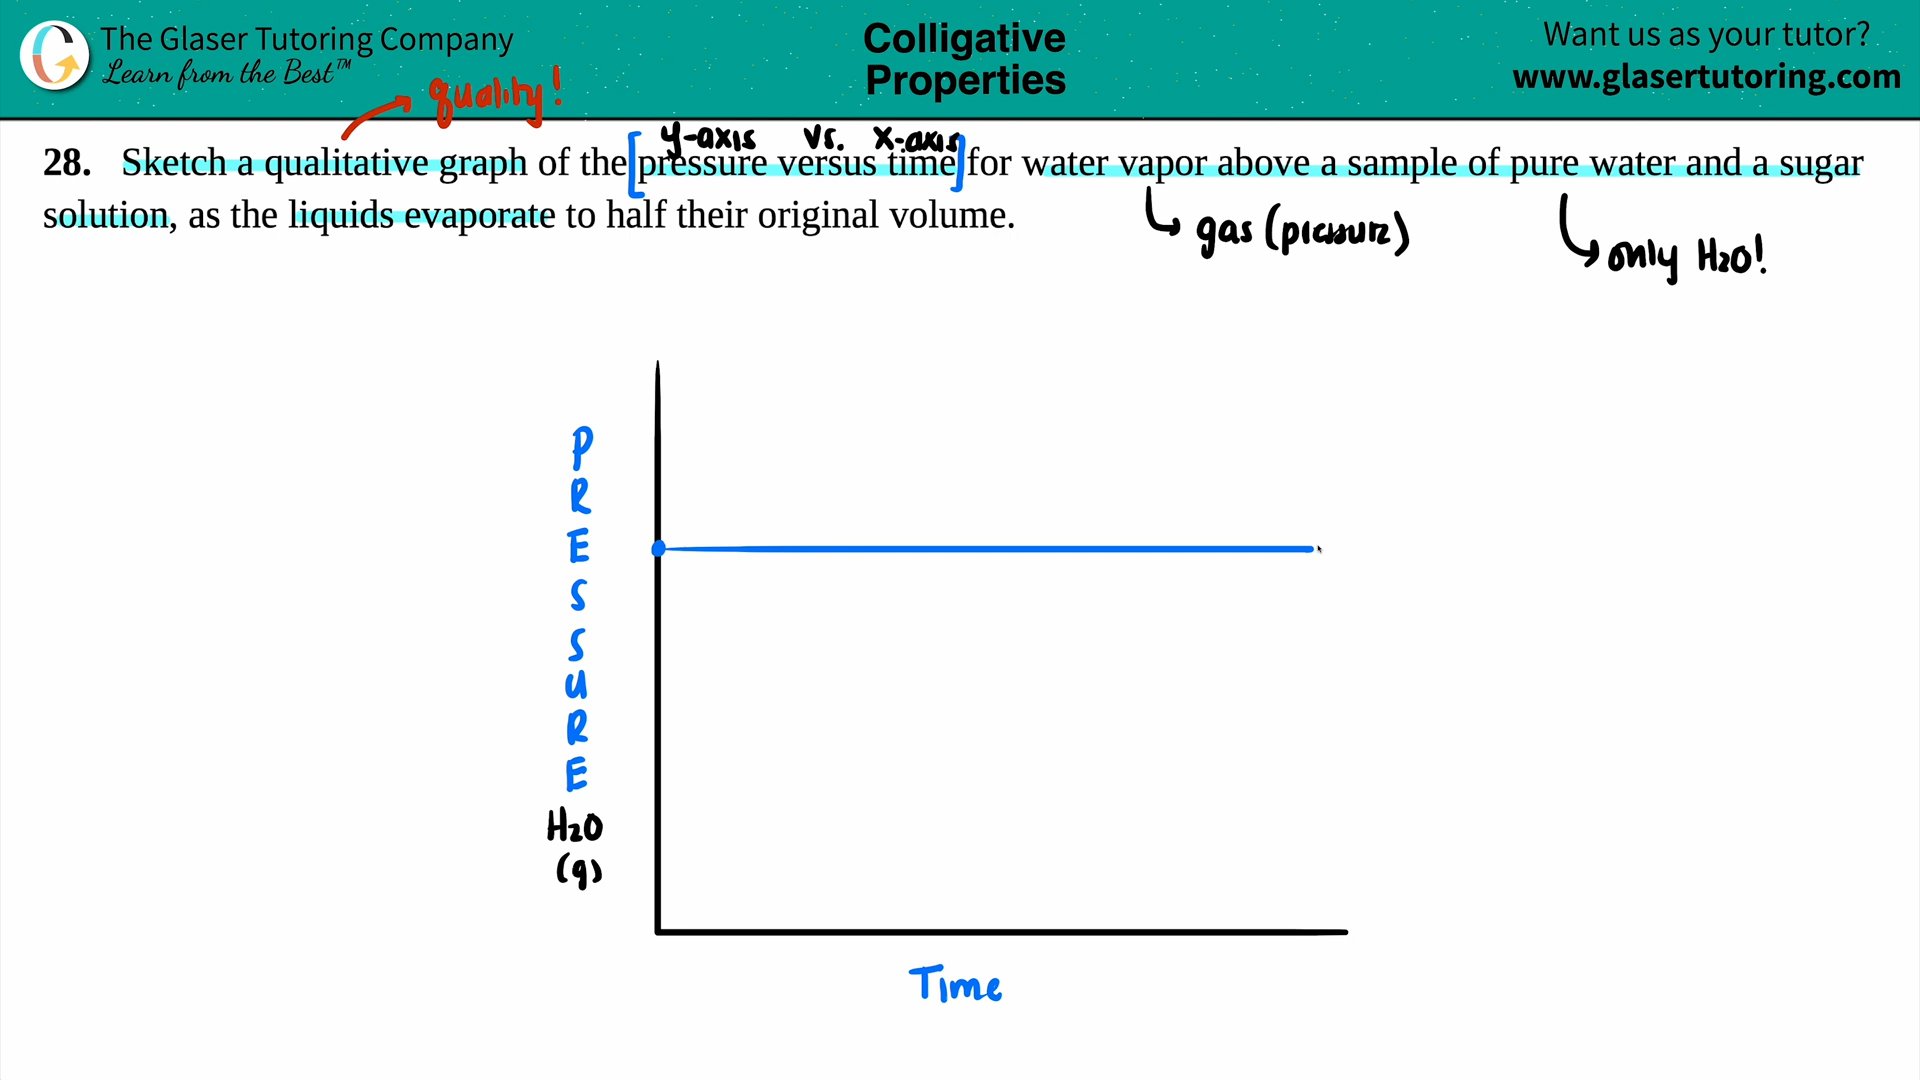 The Glaser Tutoring Company
Learn from the Best™
Colligative
Properties
Want us as your tutor?
www.glasertutoring.com
quality!
y-axis vs. x-axis
28. Sketch a qualitative graph of the [pressure versus time] for water vapor above a sample of pure water and a sugar
solution, as the liquids evaporate to half their original volume.
gas (pressure)
only H₂O!
P
R
E
S
S
U
R
E
H₂O
(g)
Time